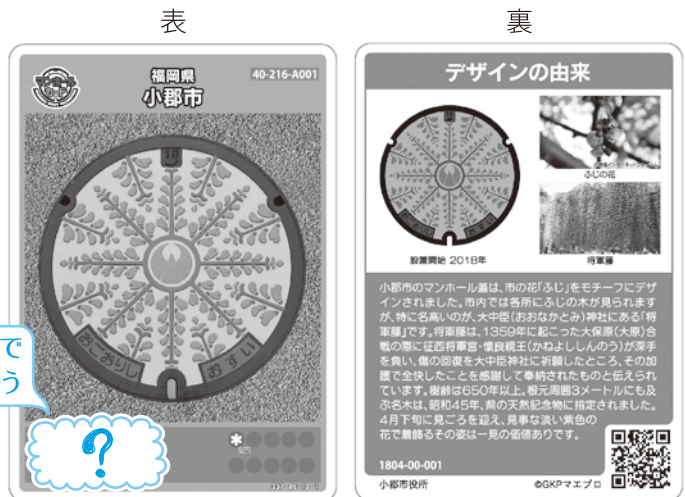 表
裏
福岡県
小郡市
40-216-A001
おごおりし
おすい
で
う
?
デザインの由来
ふじの花
設置開始 2018年
将軍藤
小郡市のマンホール蓋は、市の花「ふじ」をモチーフにデザ
インされました。市内では各所にふじの木が見られます
が、特に名高いのが、大中臣(おおなかとみ)神社にある「将
軍藤」です。将軍藤は、1359年に起こった大保原(大原)合
戦の際に征西将軍宮・懐良親王(かねよししんのう)が深手
を負い、傷の回復を大中臣神社に祈願したところ、その加
護で全快したことを感謝して奉納されたものと伝えられ
ています。樹齢は650年以上。根元周囲3メートルにも及
ぶ名木は、昭和45年、県の天然記念物に指定されました。
4月下旬に見ごろを迎え、見事な淡い紫色の
花で着飾るその姿は一見の価値ありです。
1804-00-001
小郡市役所
©GKPマエプロ